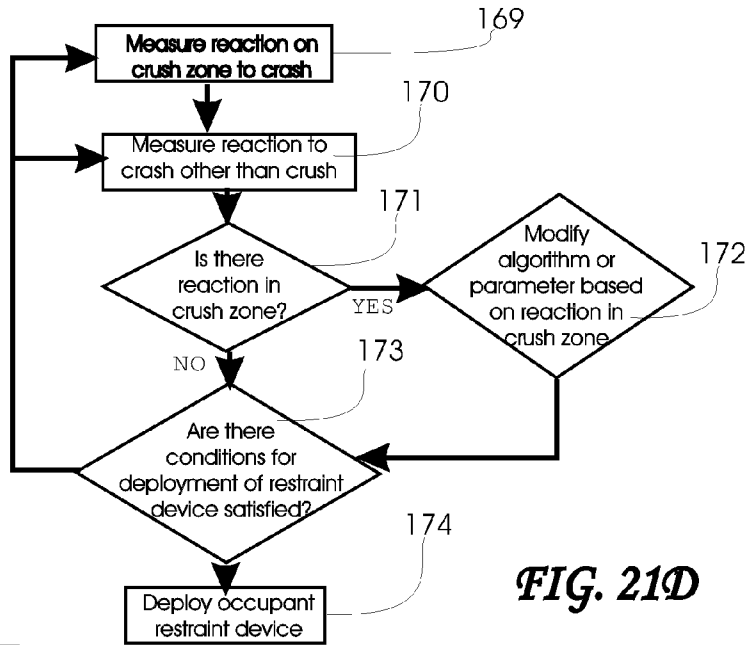 Measure reaction on
crush zone to crash
169
Measure reaction to
crash other than crush
170
Is there
reaction in
crush zone?
171
YES
NO
Modify
algorithm or
parameter based
on reaction in
crush zone
172
Are there
conditions for
deployment of restraint
device satisfied?
173
Deploy occupant
restraint device
174
FIG. 21D